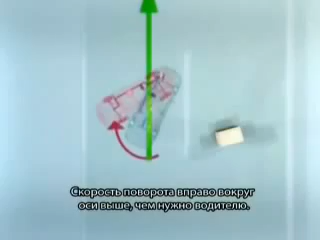 Скорость поворота вправо вокруг
оси выше, чем нужно водителю.